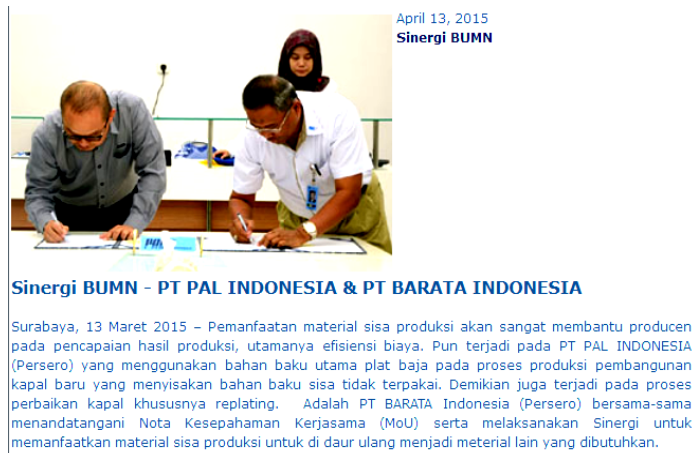 April 13, 2015
Sinergi BUMN
Sinergi BUMN - PT PAL INDONESIA & PT BARATA INDONESIA
Surabaya, 13 Maret 2015 – Pemanfaatan material sisa produksi akan sangat membantu producen
pada pencapaian hasil produksi, utamanya efisiensi biaya. Pun terjadi pada PT PAL INDONESIA
(Persero) yang menggunakan bahan baku utama plat baja pada proses produksi pembangunan
kapal baru yang menyisakan bahan baku sisa tidak terpakai. Demikian juga terjadi pada proses
perbaikan kapal khususnya replating. Adalah PT BARATA Indonesia (Persero) bersama-sama
menandatangani Nota Kesepahaman Kerjasama (MoU) serta melaksanakan Sinergi untuk
memanfaatkan material sisa produksi untuk di daur ulang menjadi meterial lain yang dibutuhkan.